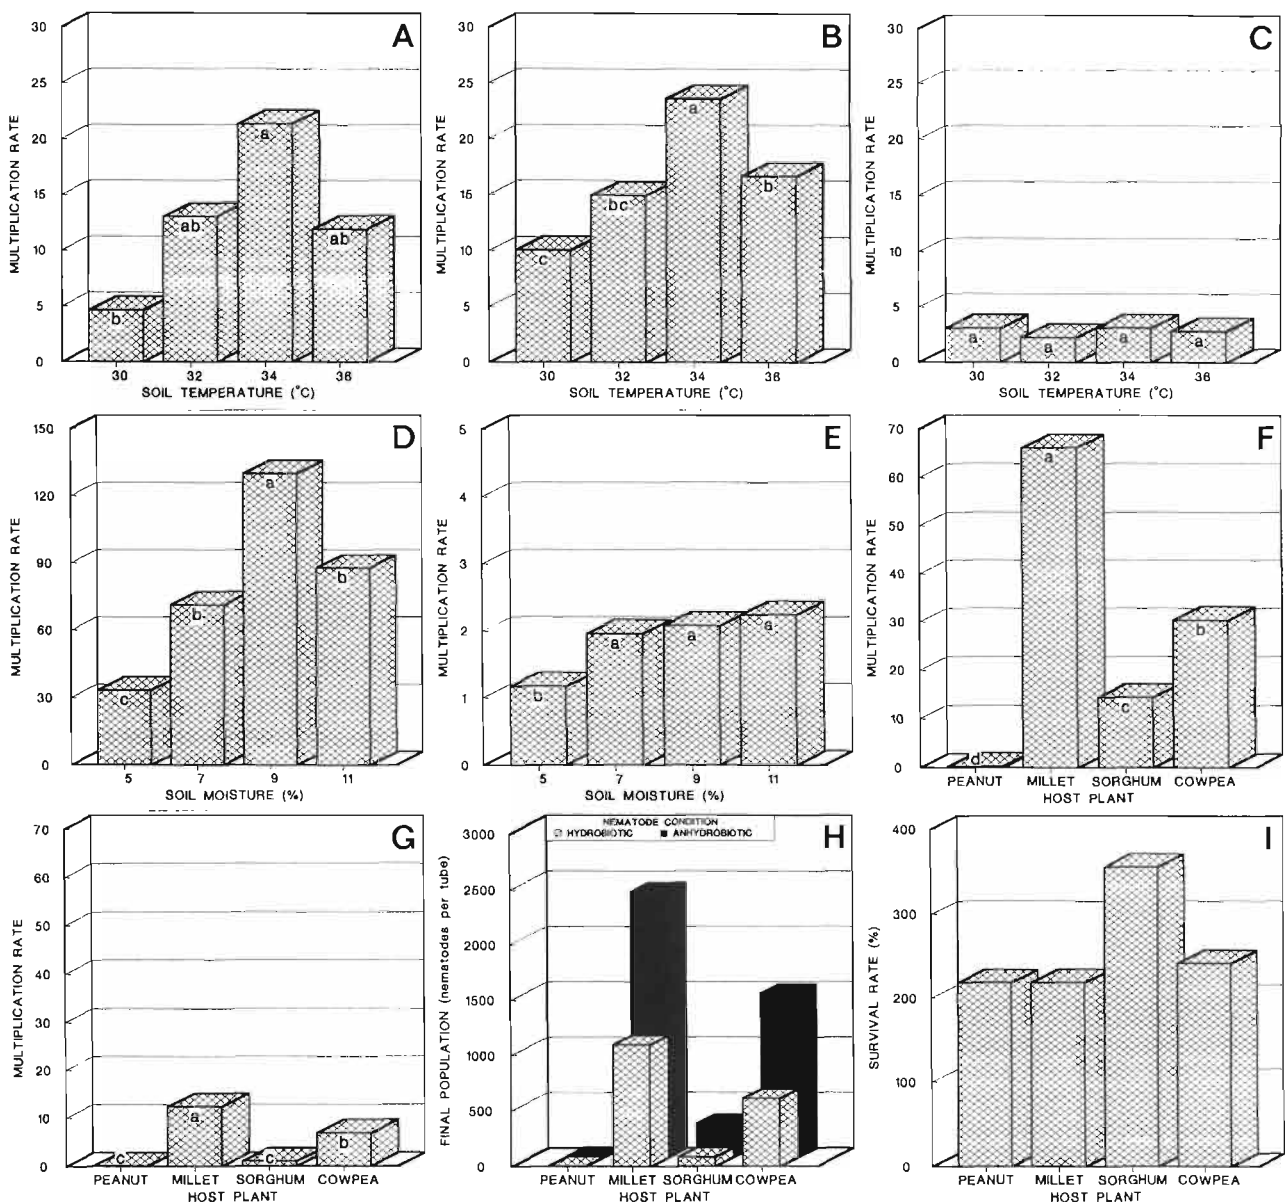 A
MULTIPLICATION RATE
30
25
20
15
10
5
0
b
ab
a
ab
30 32 34 36
SOIL TEMPERATURE (°C)
B
MULTIPLICATION RATE
30
25
20
15
10
5
0
c
bc
a
b
30 32 34 36
SOIL TEMPERATURE (°C)
C
MULTIPLICATION RATE
30
25
20
15
10
5
0
a
a
a
a
30 32 34 36
SOIL TEMPERATURE (°C)
D
MULTIPLICATION RATE
150
120
90
60
30
0
c
b
a
b
5 7 9 11
SOIL MOISTURE (%)
E
MULTIPLICATION RATE
5
4
3
2
1
0
b
a
a
a
5 7 9 11
SOIL MOISTURE (%)
F
MULTIPLICATION RATE
70
60
50
40
30
20
10
0
d
a
c
b
PEANUT MILLET SORGHUM COWPEA
HOST PLANT
G
MULTIPLICATION RATE
70
60
50
40
30
20
10
0
c
a
c
b
PEANUT MILLET SORGHUM COWPEA
HOST PLANT
H
NEMATODE CONDITION
HYDROBIOTIC ANHYDROBIOTIC
FINAL POPULATION (nematodes per tube)
3000
2500
2000
1500
1000
500
0
PEANUT MILLET SORGHUM COWPEA
HOST PLANT
I
SURVIVAL RATE (%)
400
300
200
100
0
PEANUT MILLET SORGHUM COWPEA
HOST PLANT